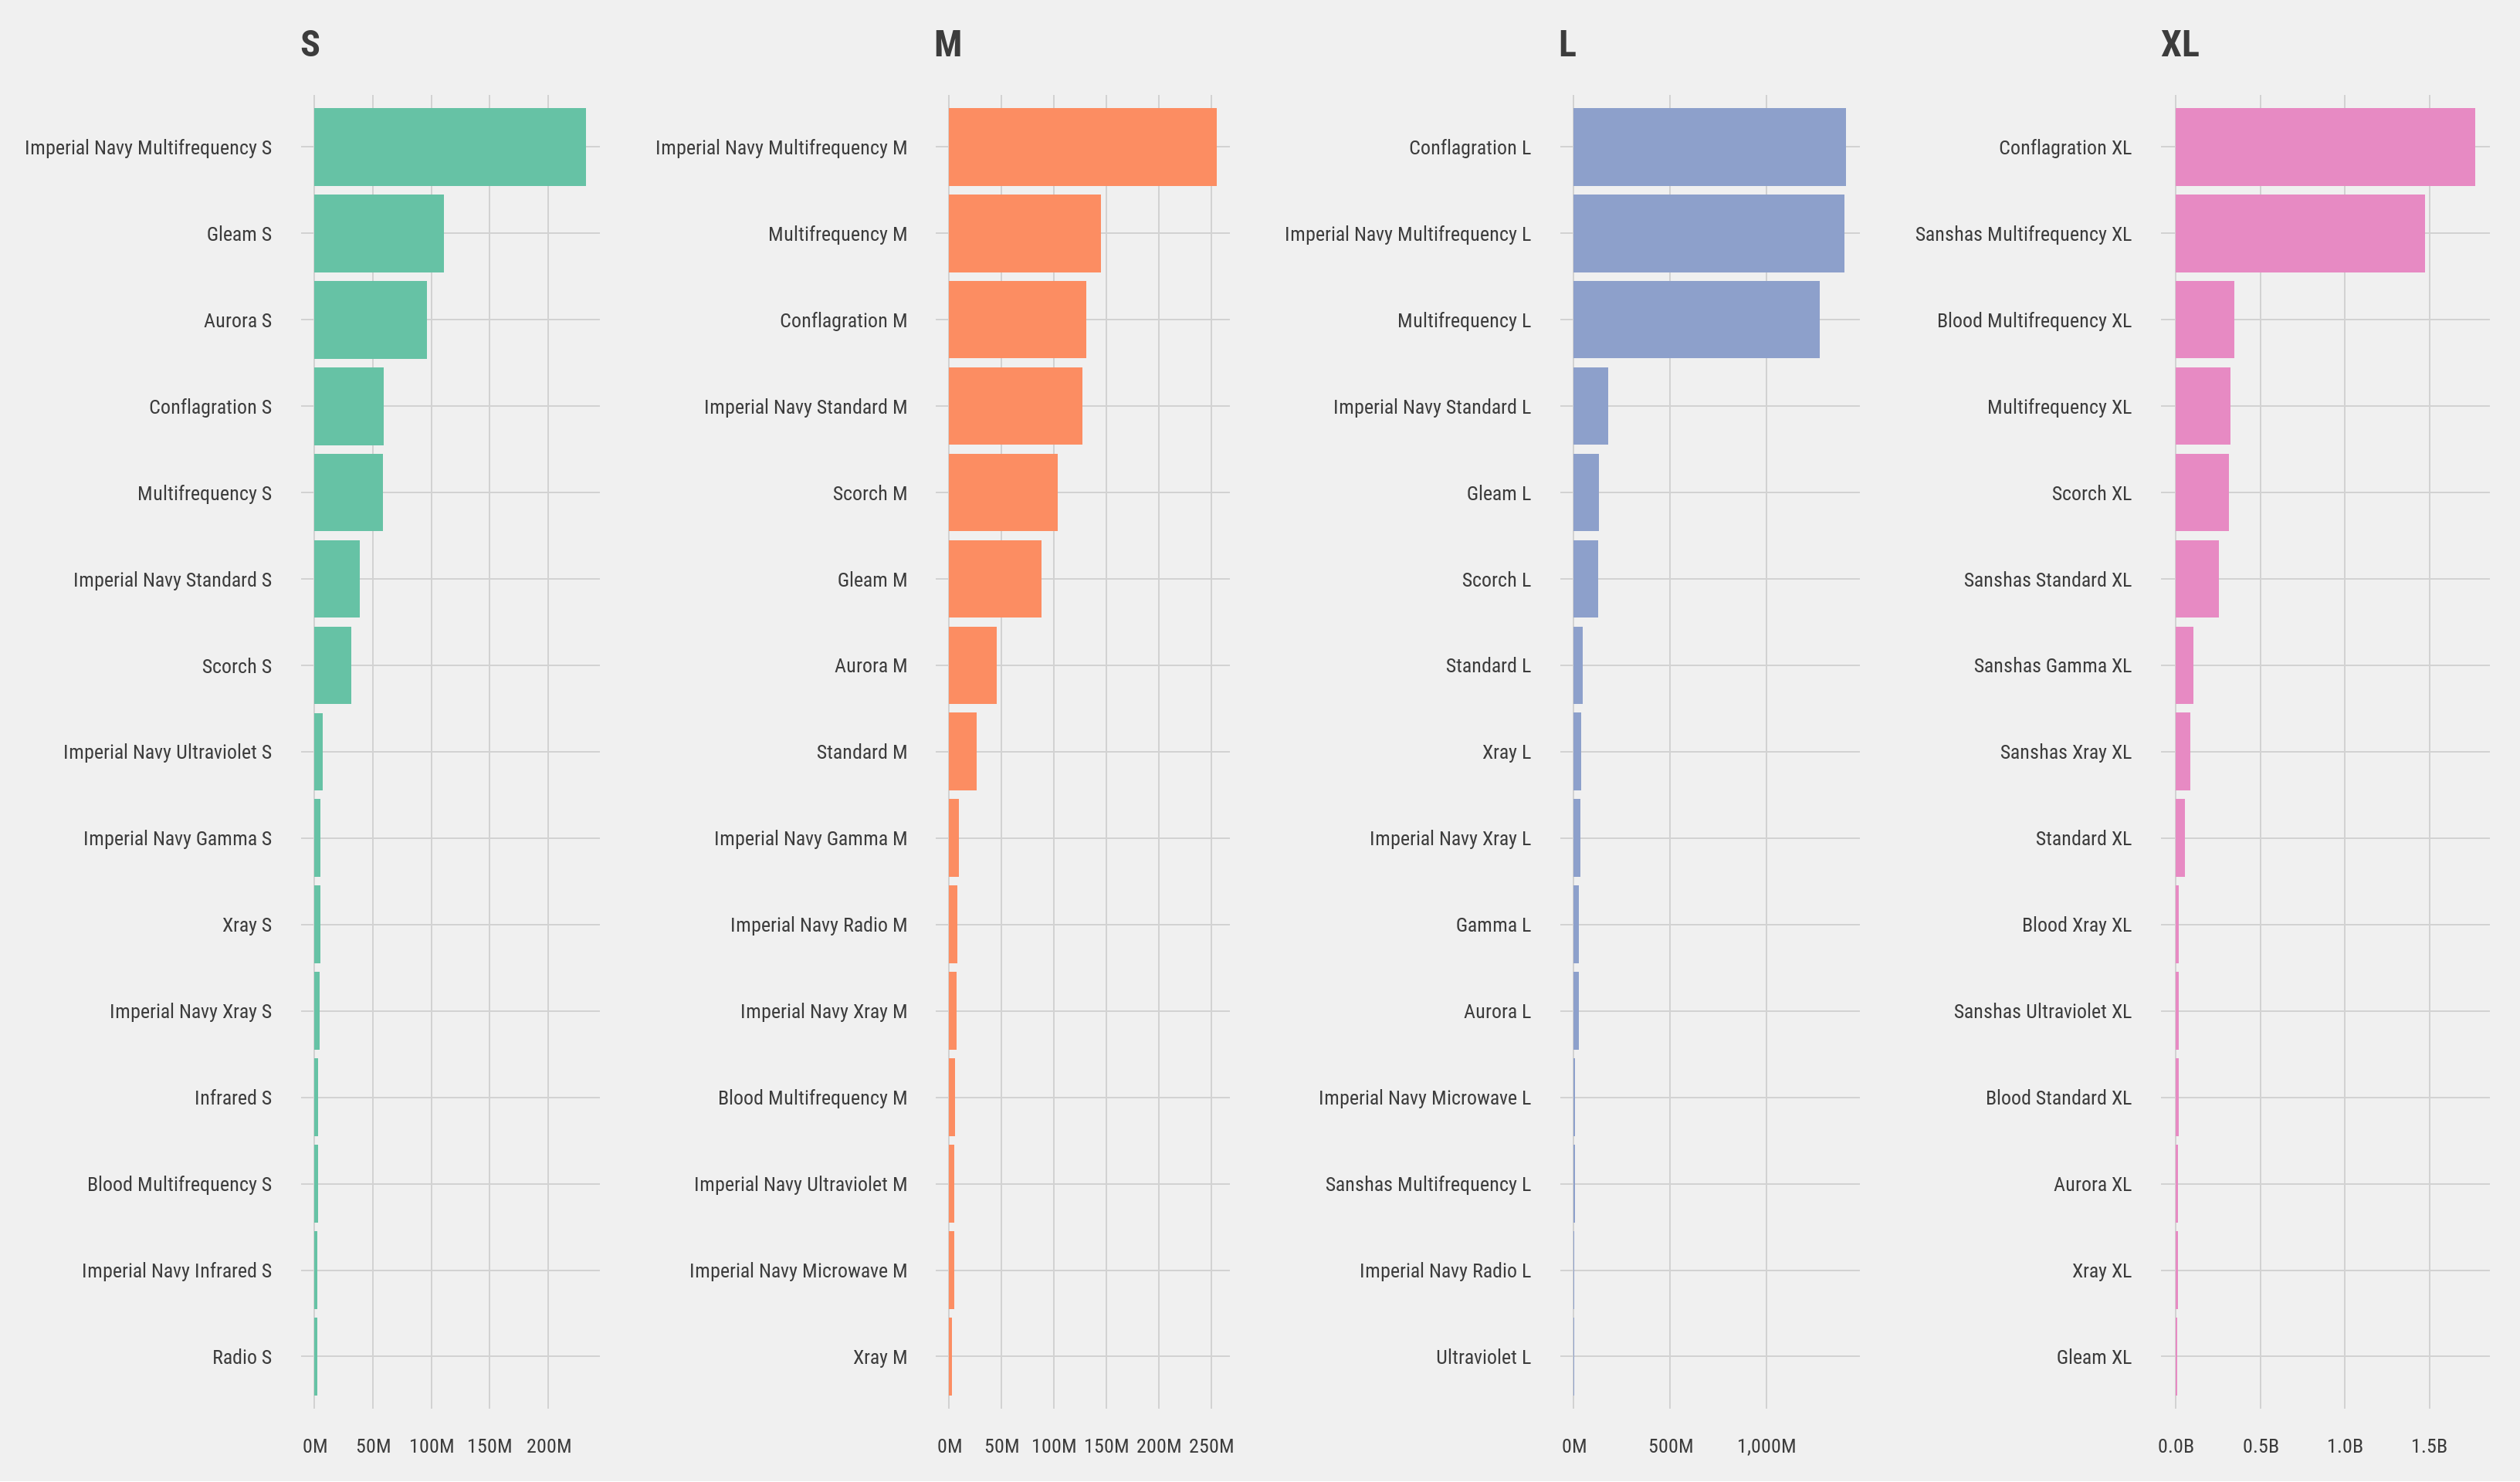 S
Imperial Navy Multifrequency S
Gleam S
Aurora S
Conflagration S
Multifrequency S
Imperial Navy Standard S
Scorch S
Imperial Navy Ultraviolet S
Imperial Navy Gamma S
Xray S
Imperial Navy Xray S
Infrared S
Blood Multifrequency S
Imperial Navy Infrared S
Radio S
0M 50M 100M 150M 200M
M
Imperial Navy Multifrequency M
Multifrequency M
Conflagration M
Imperial Navy Standard M
Scorch M
Gleam M
Aurora M
Standard M
Imperial Navy Gamma M
Imperial Navy Radio M
Imperial Navy Xray M
Blood Multifrequency M
Imperial Navy Ultraviolet M
Imperial Navy Microwave M
Xray M
0M 50M 100M 150M 200M 250M
L
Conflagration L
Imperial Navy Multifrequency L
Multifrequency L
Imperial Navy Standard L
Gleam L
Scorch L
Standard L
Xray L
Imperial Navy Xray L
Gamma L
Aurora L
Imperial Navy Microwave L
Sanshas Multifrequency L
Imperial Navy Radio L
Ultraviolet L
0M 500M 1,000M
XL
Conflagration XL
Sanshas Multifrequency XL
Blood Multifrequency XL
Multifrequency XL
Scorch XL
Sanshas Standard XL
Sanshas Gamma XL
Sanshas Xray XL
Standard XL
Blood Xray XL
Sanshas Ultraviolet XL
Blood Standard XL
Aurora XL
Xray XL
Gleam XL
0.0B 0.5B 1.0B 1.5B